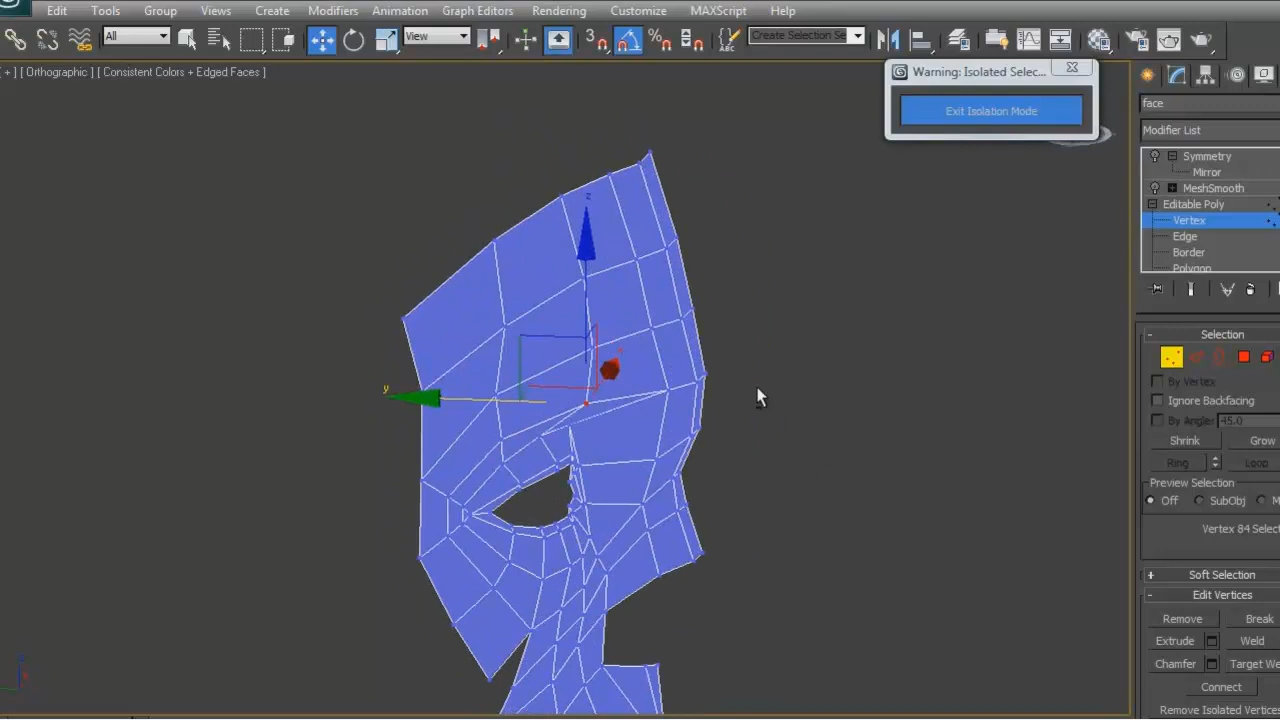 Edit Tools Group Views Create Modifiers Animation Graph Editors Rendering Customize MAXScript Help
All View 3 Create Selection Se
+ ] [ Orthographic ] [ Consistent Colors + Edged Faces ]
Warning: Isolated Selec...
Exit Isolation Mode
face
Modifier List
Symmetry
Mirror
MeshSmooth
Editable Poly
Vertex
Edge
Border
Polygon
Selection
By Vertex
Ignore Backfacing
By Angle: 45.0
Shrink Grow
Ring Loop
Preview Selection
Off SubObj M
Vertex 84 Select
Soft Selection
Edit Vertices
Remove Break
Extrude Weld
Chamfer Target We
Connect
Remove Isolated Vertices
z
y